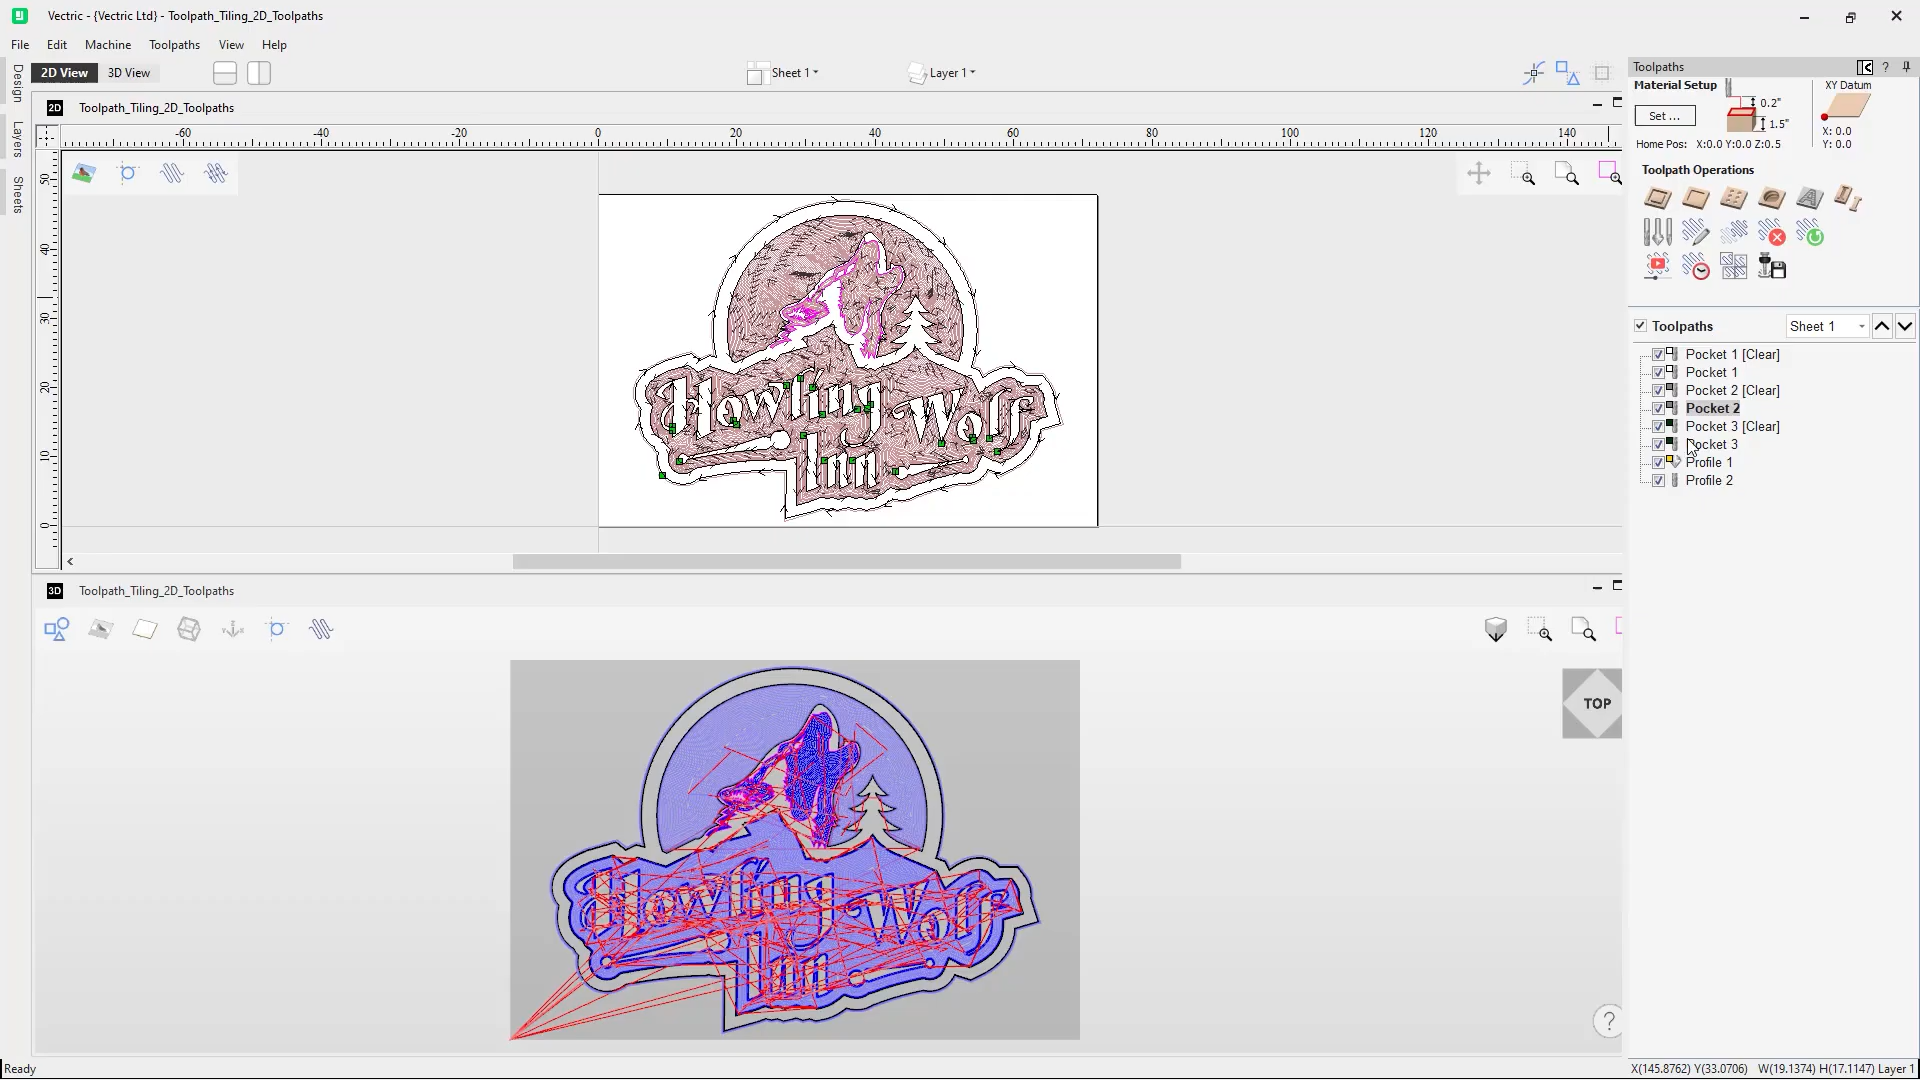 Vectric - {Vectric Ltd} - Toolpath_Tiling_2D_Toolpaths
File Edit Machine Toolpaths View Help
2D View 3D View Sheet 1 Layer 1
Design
Layers
Sheets
2D Toolpath_Tiling_2D_Toolpaths
-60 -40 -20 0 20 40 60 80 100 120 140
50
40
30
20
10
0
Howling Wolf
Inn
3D Toolpath_Tiling_2D_Toolpaths
TOP
Howling Wolf
Inn
?
Toolpaths ?
Material Setup XY Datum
Set ... 0.2"
1.5"
X: 0.0
Y: 0.0
Home Pos: X:0.0 Y:0.0 Z:0.5
Toolpath Operations
Toolpaths Sheet 1
Pocket 1 [Clear]
Pocket 1
Pocket 2 [Clear]
Pocket 2
Pocket 3 [Clear]
Pocket 3
Profile 1
Profile 2
Ready
X(145.8762) Y(33.0706) W(19.1374) H(17.1147) Layer 1